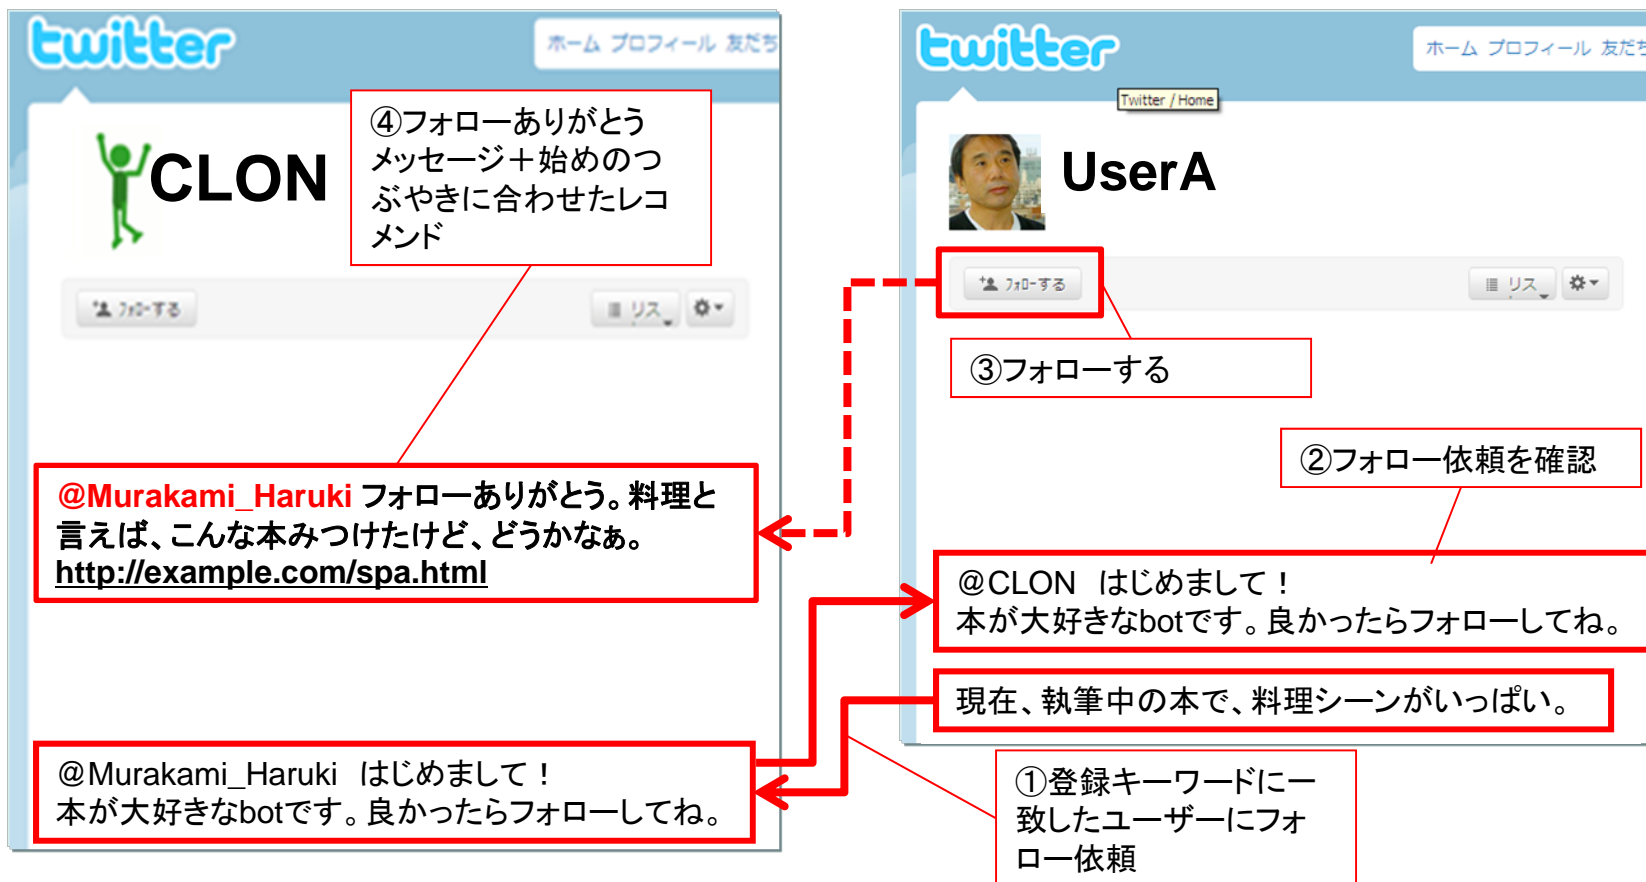 twitter
ホーム プロフィール 友だち
CLON
④フォローありがとう
メッセージ＋始めのつ
ぶやきに合わせたレコ
メンド
フォローする
リス
@Murakami_Haruki フォローありがとう。料理と
言えば、こんな本みつけたけど、どうかなぁ。
http://example.com/spa.html
@Murakami_Haruki はじめまして！
本が大好きなbotです。良かったらフォローしてね。
twitter
ホーム プロフィール 友だち
Twitter / Home
UserA
フォローする
リス
③フォローする
②フォロー依頼を確認
@CLON はじめまして！
本が大好きなbotです。良かったらフォローしてね。
現在、執筆中の本で、料理シーンがいっぱい。
①登録キーワードに一
致したユーザーにフォ
ロー依頼